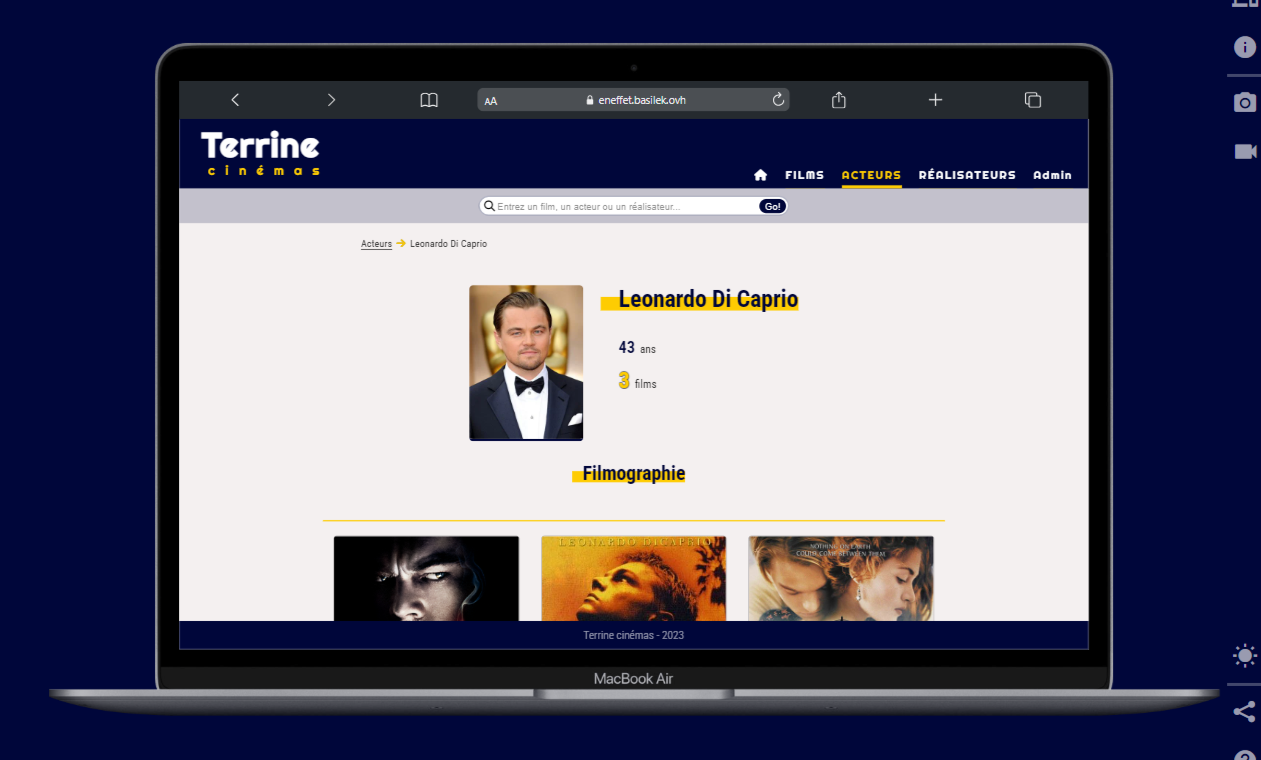 AA
eneffet.basilek.ovh
Terrine
cinémas
FILMS ACTEURS RÉALISATEURS Admin
Entrez un film, un acteur ou un réalisateur... Go!
Acteurs → Leonardo Di Caprio
Leonardo Di Caprio
43 ans
3 films
Filmographie
LEONARDO DICAPRIO
NOTHING ON EARTH
COULD COME BETWEEN THEM
Terrine cinémas - 2023
MacBook Air